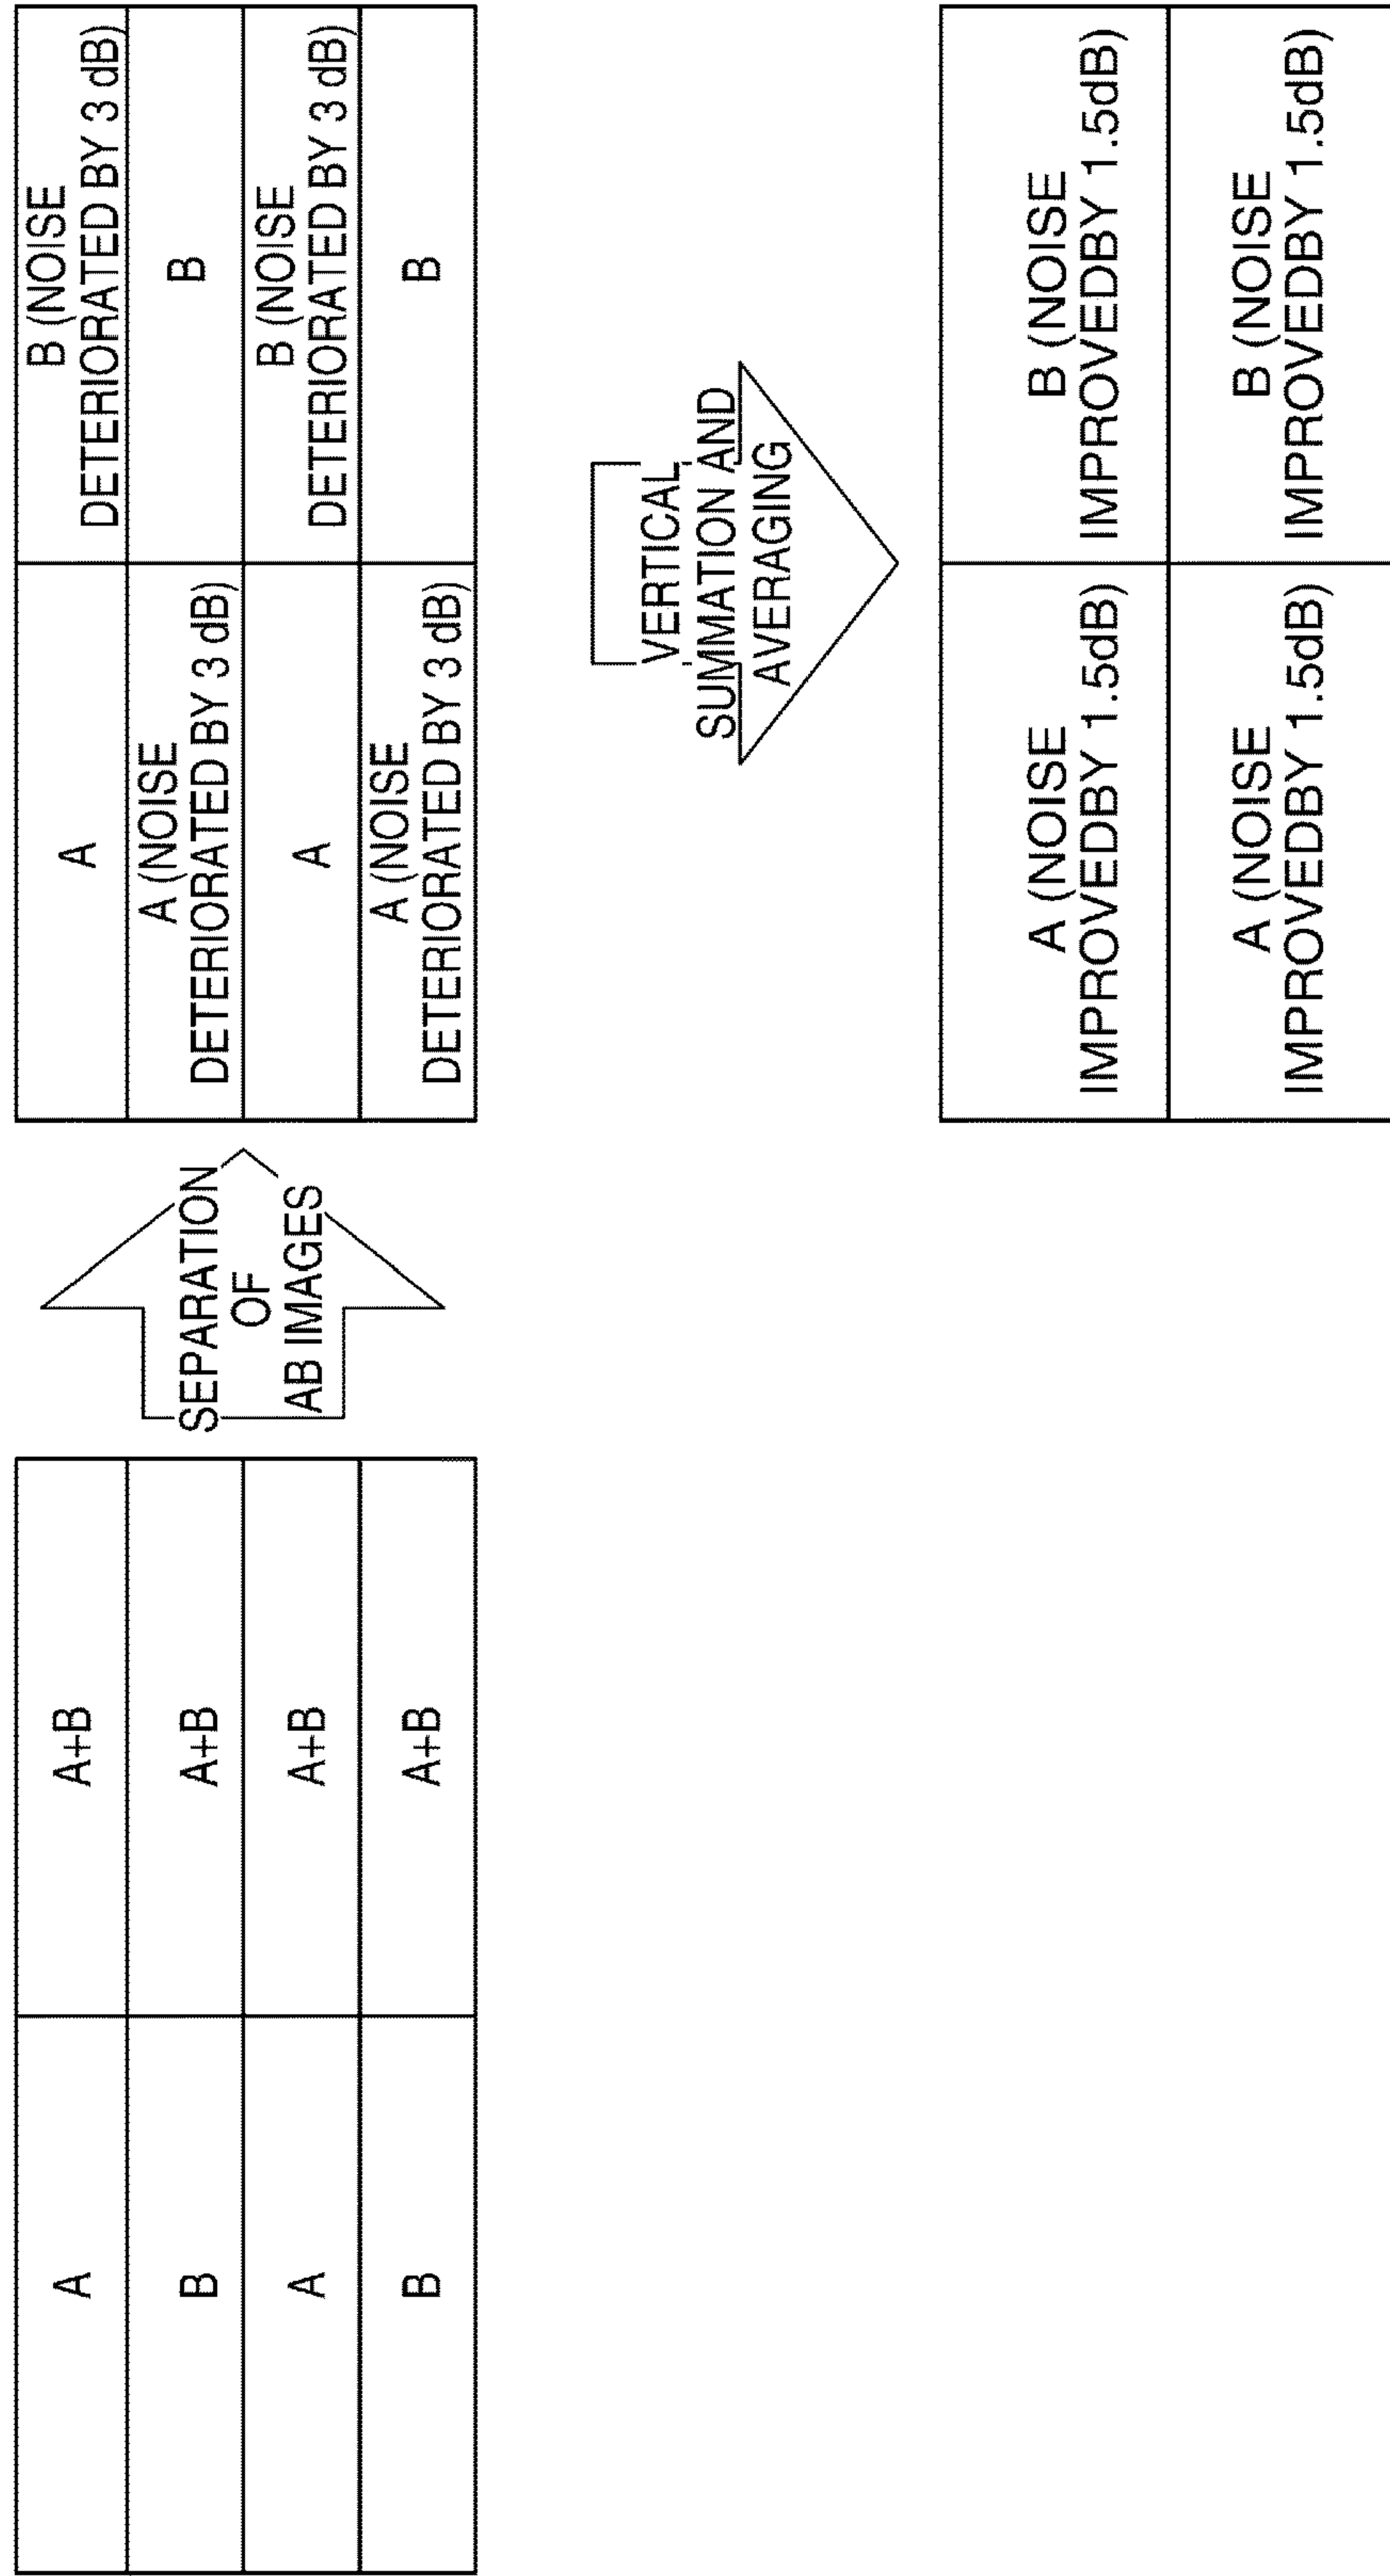 A
A+B
B
A+B
A
A+B
B
A+B
SEPARATION
OF
AB IMAGES
A
B (NOISE
DETERIORATED BY 3 dB)
A (NOISE
DETERIORATED BY 3 dB)
B
A
B (NOISE
DETERIORATED BY 3 dB)
A (NOISE
DETERIORATED BY 3 dB)
B
VERTICAL
SUMMATION AND
AVERAGING
A (NOISE
IMPROVEDBY 1.5dB)
B (NOISE
IMPROVEDBY 1.5dB)
A (NOISE
IMPROVEDBY 1.5dB)
B (NOISE
IMPROVEDBY 1.5dB)